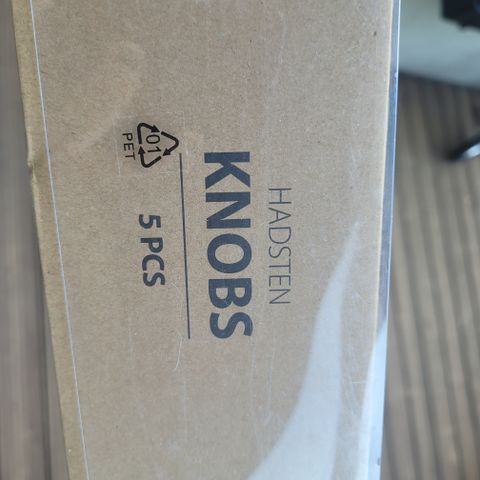 HADSTEN
KNOBS
5 PCS
01
PET